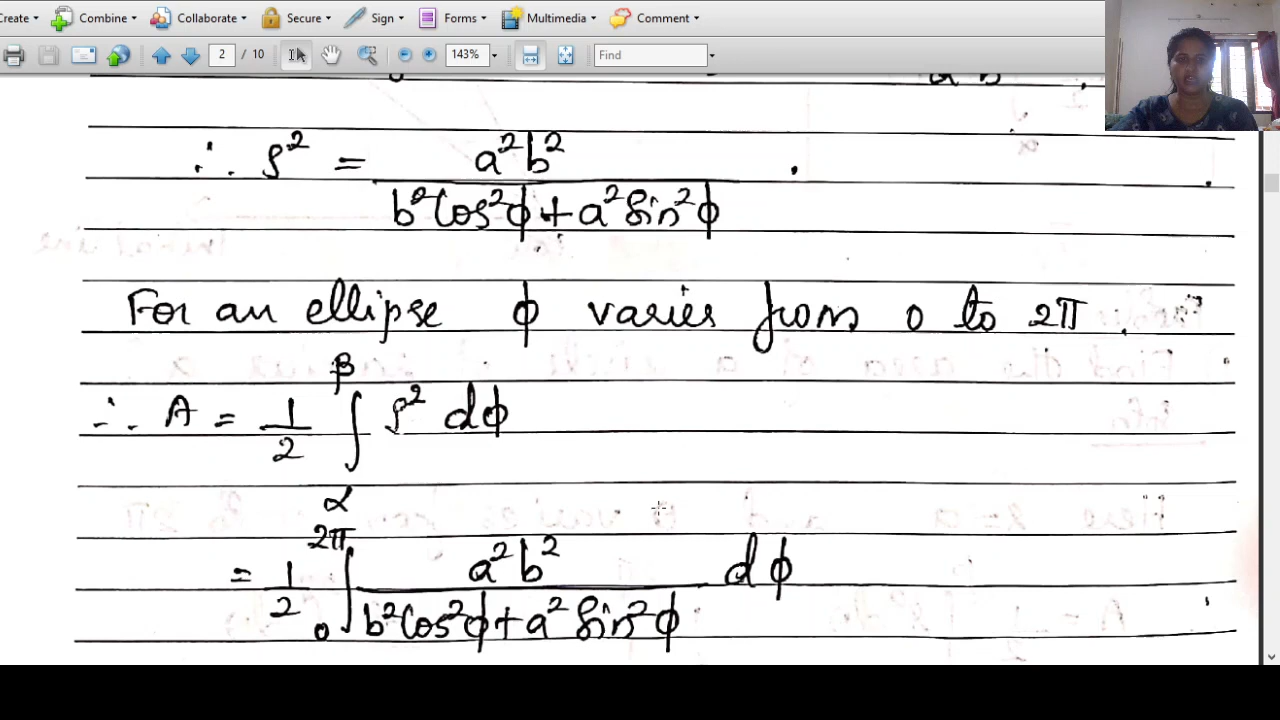 Create Combine Collaborate Secure Sign Forms Multimedia Comment
2 / 10 143% Find
a b .
∴ ρ² = a²b² / b²Cos²ϕ + a²Sin²ϕ .
For an ellipse ϕ varies from 0 to 2π .
∴ A = 1/2 ∫_α^β ρ² dϕ
= 1/2 ∫_0^2π a²b² / b²Cos²ϕ + a²Sin²ϕ dϕ